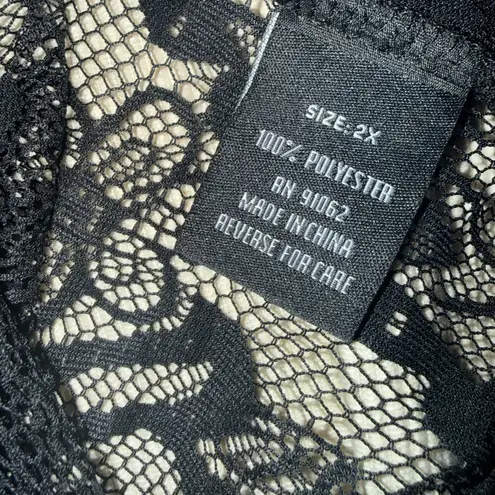 SIZE: 2X
100% POLYESTER
RN 91062
MADE IN CHINA
REVERSE FOR CARE